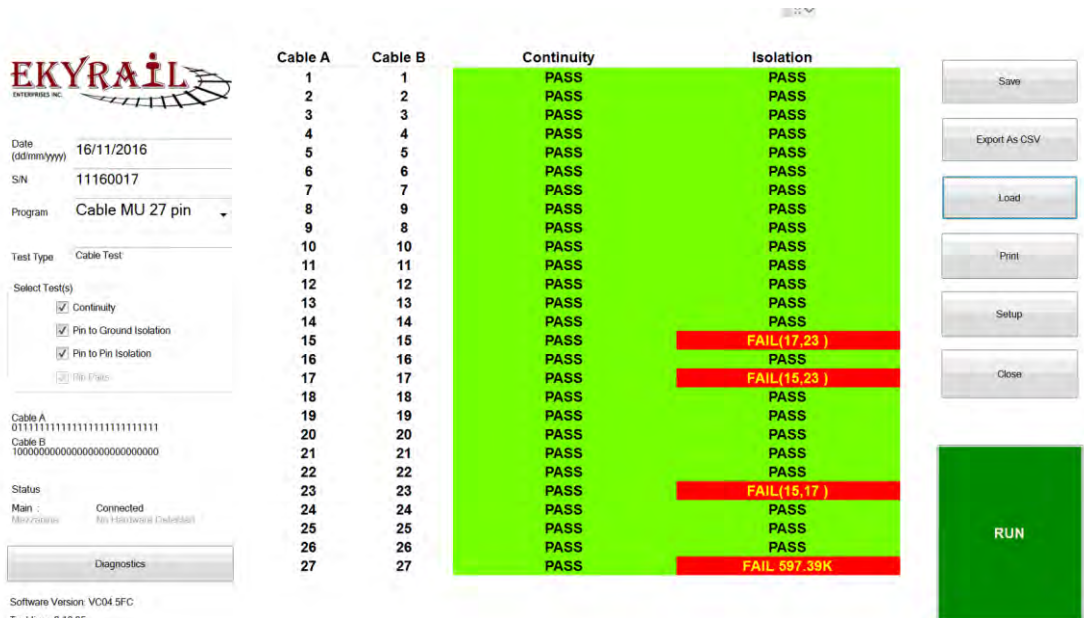 EKYRAIL
ENTERPRISES INC.
Date
(dd/mm/yyyy) 16/11/2016
S/N 11160017
Program Cable MU 27 pin
Test Type Cable Test
Select Test(s)
Continuity
Pin to Ground Isolation
Pin to Pin Isolation
Cable A
Cable B
Status
Main : Connected
Mezzanine No Hardware Detected
Diagnostics
Software Version: VC04 5FC
Cable A Cable B Continuity Isolation
1 1 PASS PASS
2 2 PASS PASS
3 3 PASS PASS
4 4 PASS PASS
5 5 PASS PASS
6 6 PASS PASS
7 7 PASS PASS
8 9 PASS PASS
9 8 PASS PASS
10 10 PASS PASS
11 11 PASS PASS
12 12 PASS PASS
13 13 PASS PASS
14 14 PASS PASS
15 15 PASS FAIL(17,23 )
16 16 PASS PASS
17 17 PASS FAIL(15,23 )
18 18 PASS PASS
19 19 PASS PASS
20 20 PASS PASS
21 21 PASS PASS
22 22 PASS PASS
23 23 PASS FAIL(15,17 )
24 24 PASS PASS
25 25 PASS PASS
26 26 PASS PASS
27 27 PASS FAIL 597.39K
Save
Export As CSV
Load
Print
Setup
Close
RUN